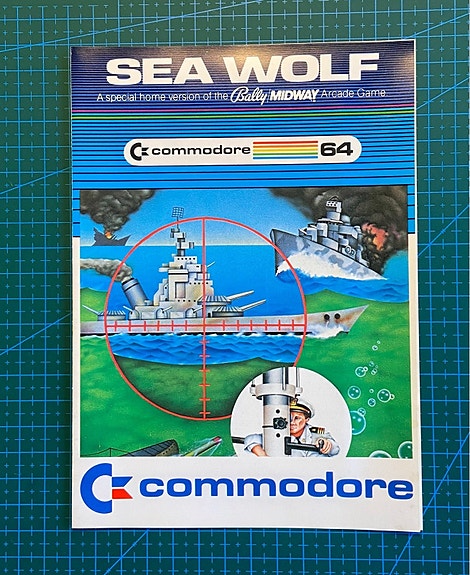 SEA WOLF
A special home version of the Bally MIDWAY Arcade Game.
commodore 64
commodore